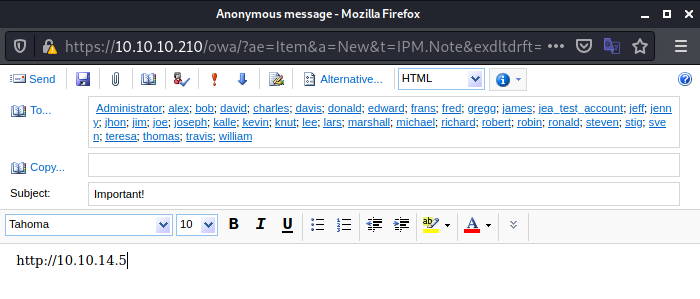 Anonymous message - Mozilla Firefox
https://10.10.10.210/owa/?ae=Item&a=New&t=IPM.Note&exdltdrft=
Send Alternative... HTML
To... Administrator; alex; bob; david; charles; davis; donald; edward; frans; fred; gregg; james; jea_test_account; jeff; jenn
y; jhon; jim; joe; joseph; kalle; kevin; knut; lee; lars; marshall; michael; richard; robert; robin; ronald; steven; stig; sve
n; teresa; thomas; travis; william
Copy...
Subject: Important!
Tahoma 10 B I U ab A
http://10.10.14.5